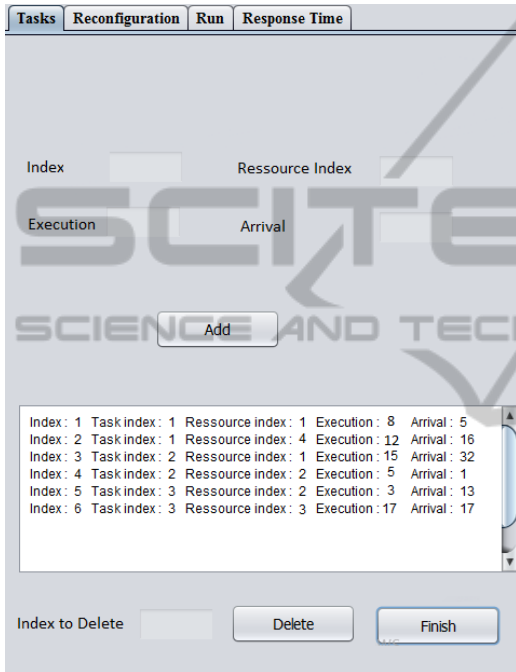 Tasks Reconfiguration Run Response Time
Index Ressource Index
Execution Arrival
SCITE
SCIENCE AND TECH
Add
Index : 1 Task index : 1 Ressource index : 1 Execution : 8 Arrival : 5
Index : 2 Task index : 1 Ressource index : 4 Execution : 12 Arrival : 16
Index : 3 Task index : 2 Ressource index : 1 Execution : 15 Arrival : 32
Index : 4 Task index : 2 Ressource index : 2 Execution : 5 Arrival : 1
Index : 5 Task index : 3 Ressource index : 2 Execution : 3 Arrival : 13
Index : 6 Task index : 3 Ressource index : 3 Execution : 17 Arrival : 17
Index to Delete Delete Finish